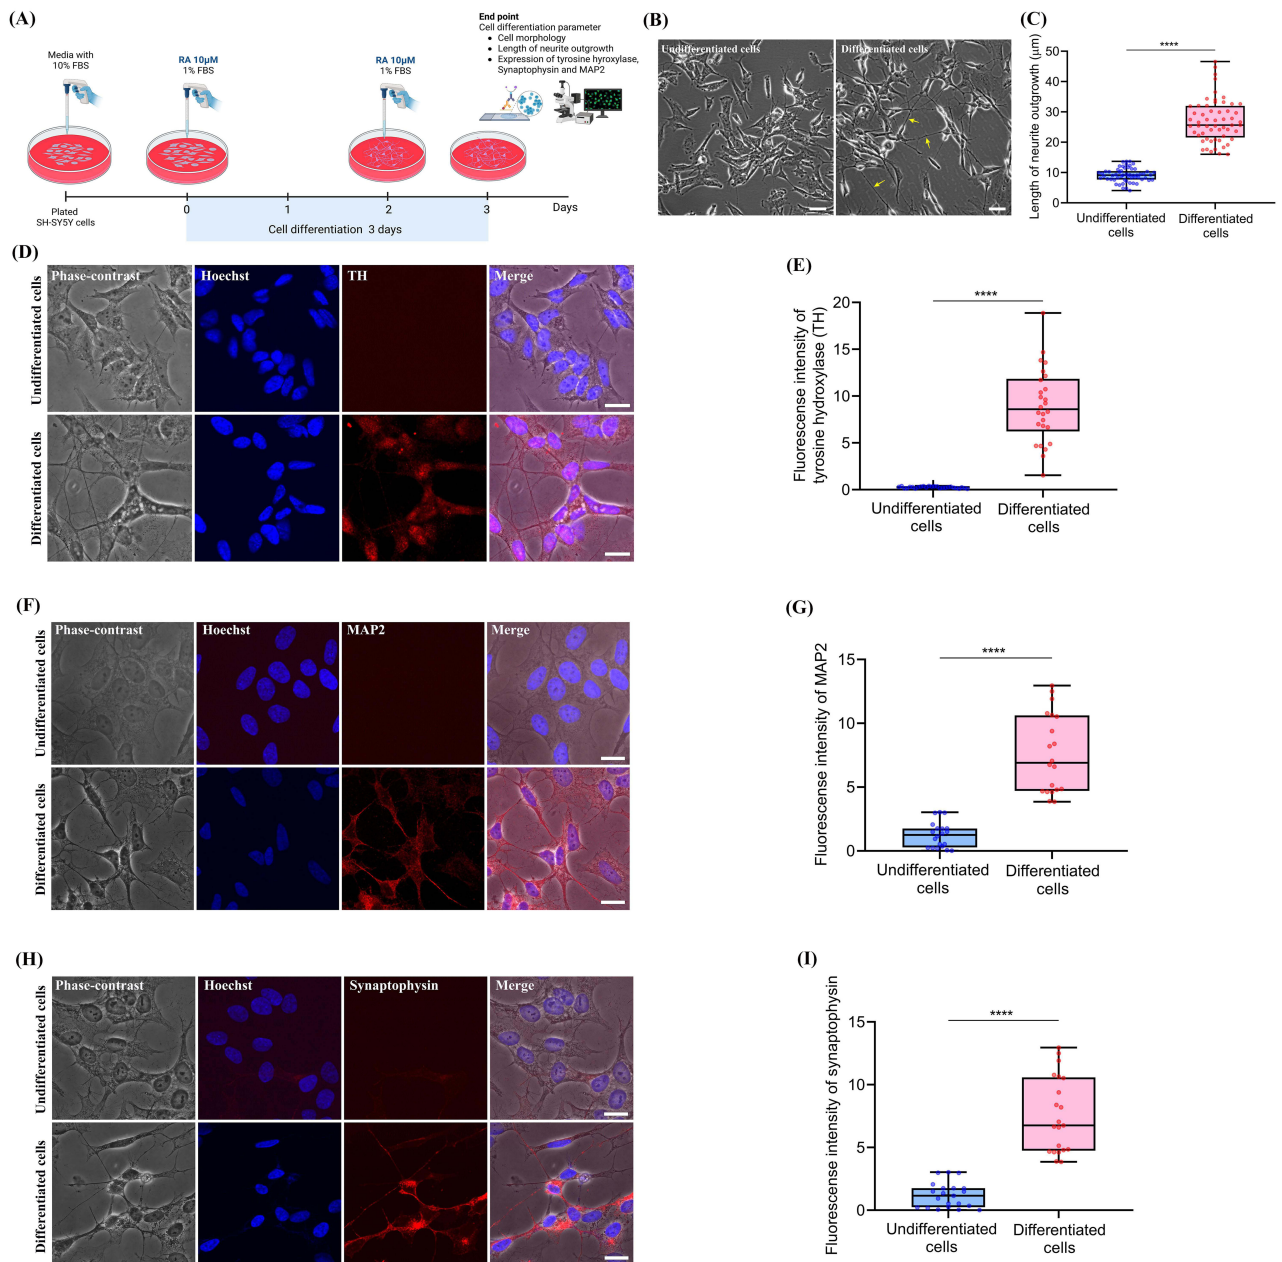 (A)
Media with
10% FBS
RA 10µM
1% FBS
RA 10µM
1% FBS
End point
Cell differentiation parameter
• Cell morphology
• Length of neurite outgrowth
• Expression of tyrosine hyroxylase,
Synaptophysin and MAP2
Plated
SH-SY5Y cells
0
1
2
3
Days
Cell differentiation 3 days
(B)
Undifferentiated cells
Differentiated cells
(C)
Length of neurite outgrowth (µm)
50
40
30
20
10
0
****
Undifferentiated
cells
Differentiated
cells
(D)
Undifferentiated cells
Differentiated cells
Phase-contrast
Hoechst
TH
Merge
(E)
Fluorescense intensity of
tyrosine hydroxylase (TH)
20
15
10
5
0
****
Undifferentiated
cells
Differentiated
cells
(F)
Undifferentiated cells
Differentiated cells
Phase-contrast
Hoechst
MAP2
Merge
(G)
Fluorescense intensity of MAP2
15
10
5
0
****
Undifferentiated
cells
Differentiated
cells
(H)
Undifferentiated cells
Differentiated cells
Phase-contrast
Hoechst
Synaptophysin
Merge
(I)
Fluorescense intensity of synaptophysin
15
10
5
0
****
Undifferentiated
cells
Differentiated
cells